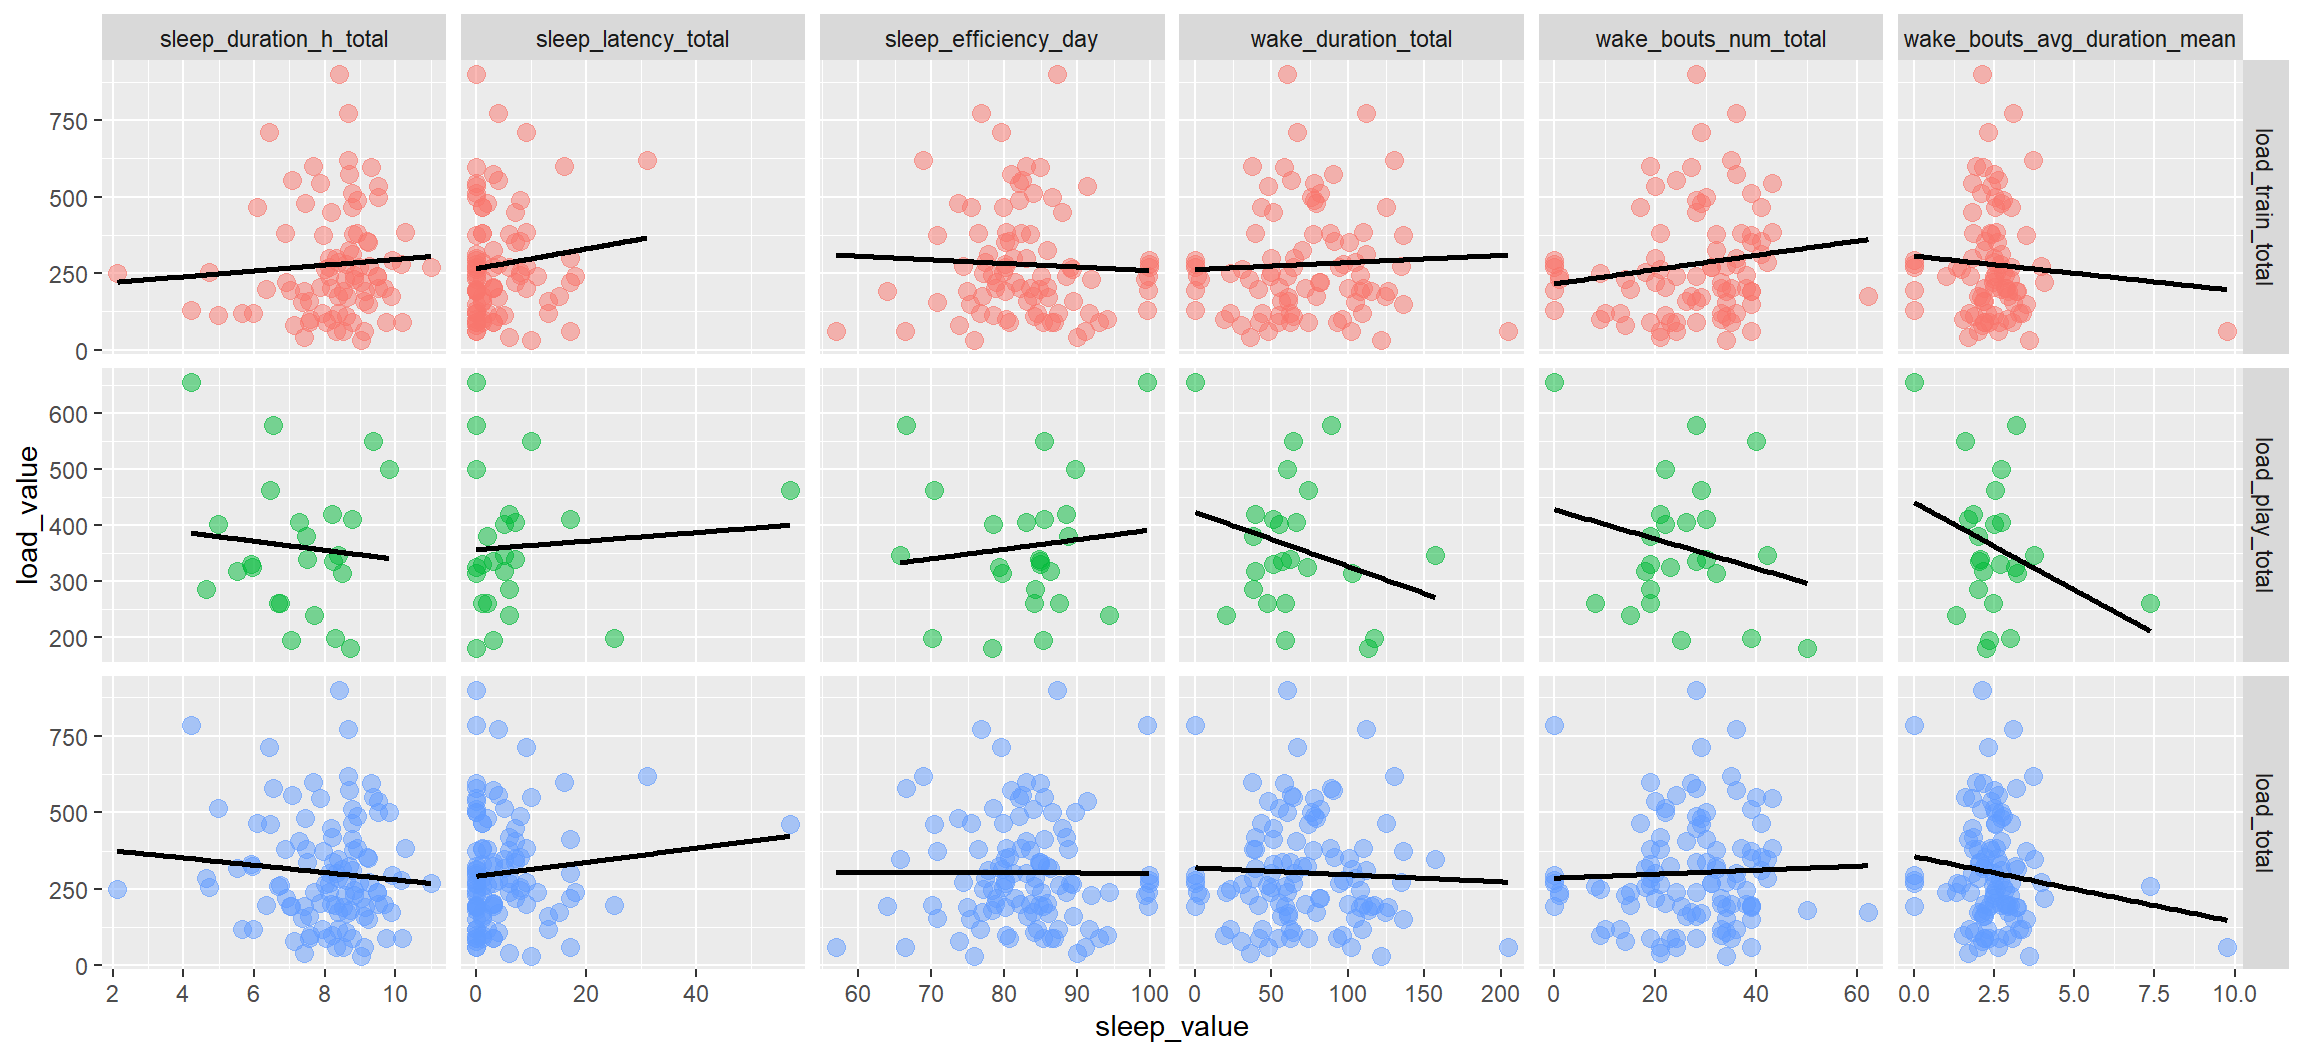 sleep_duration_h_total sleep_latency_total sleep_efficiency_day wake_duration_total wake_bouts_num_total wake_bouts_avg_duration_mean
load_value
750
500
250
0
load_train_total
600
500
400
300
200
load_play_total
750
500
250
0
load_total
2 4 6 8 10 0 20 40 60 70 80 90 100 0 50 100 150 200 0 20 40 60 0.0 2.5 5.0 7.5 10.0
sleep_value